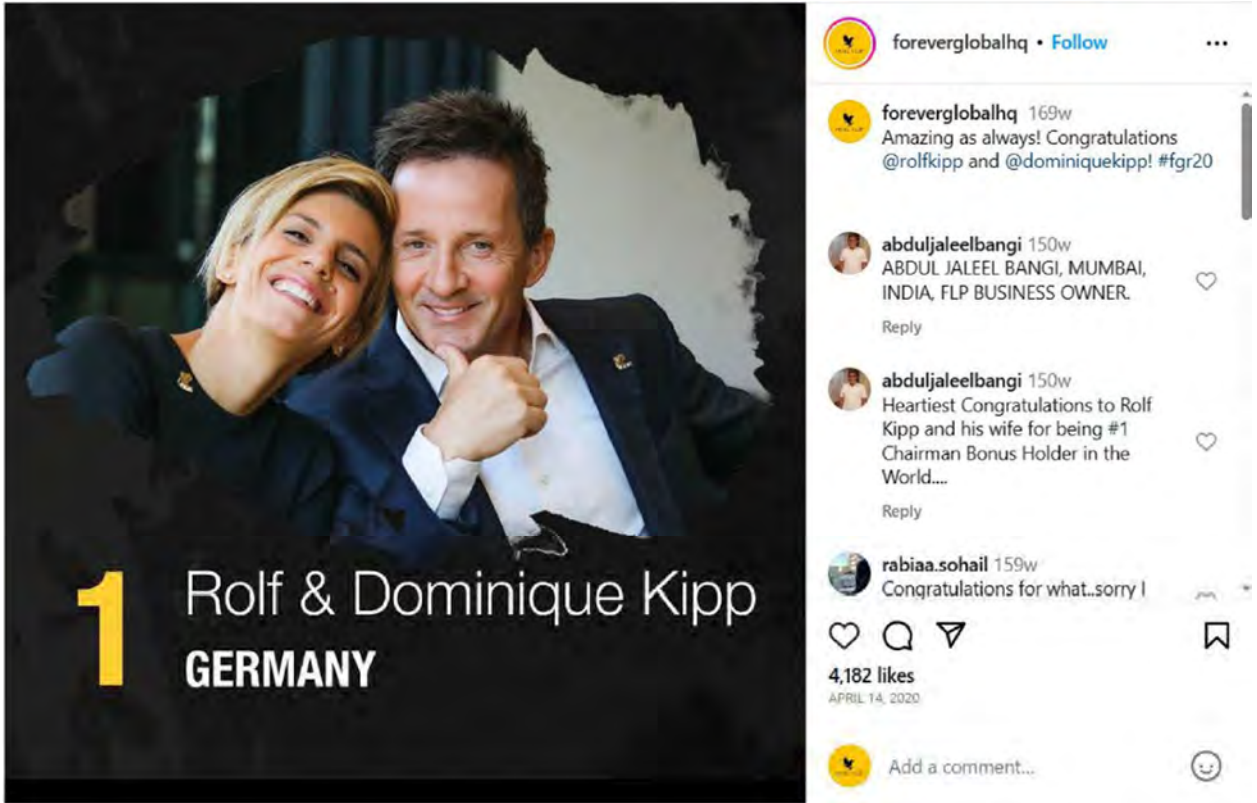 1
Rolf & Dominique Kipp
GERMANY
foreverglobalhq • Follow
foreverglobalhq 169w
Amazing as always! Congratulations
@rolfkipp and @dominiquekipp! #fgr20
abduljaleelbangi 150w
ABDUL JALEEL BANGI, MUMBAI,
INDIA, FLP BUSINESS OWNER.
Reply
abduljaleelbangi 150w
Heartiest Congratulations to Rolf
Kipp and his wife for being #1
Chairman Bonus Holder in the
World....
Reply
rabiaa.sohail 159w
Congratulations for what..sorry I
4,182 likes
APRIL 14, 2020
Add a comment...